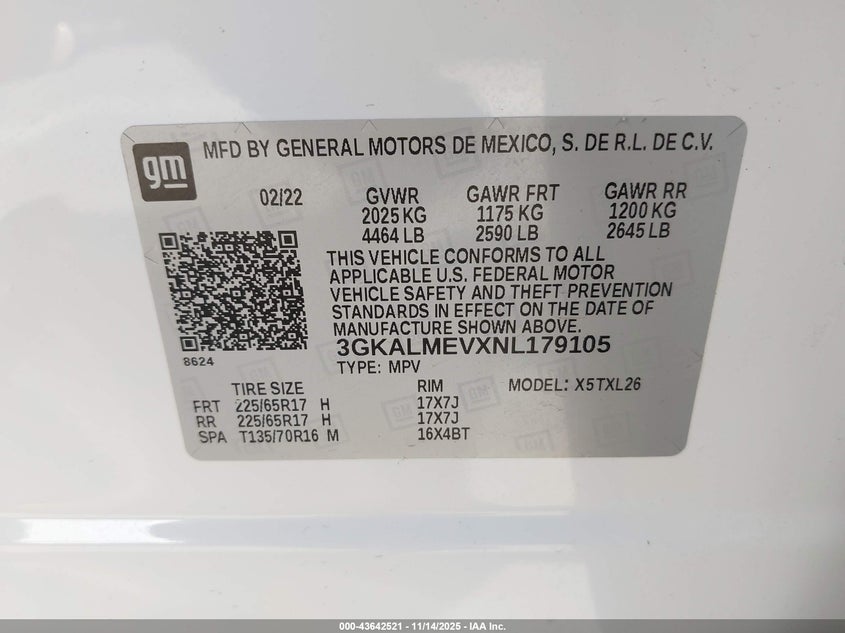 gm
MFD BY GENERAL MOTORS DE MEXICO, S. DE R.L. DE C.V.
02/22 GVWR GAWR FRT GAWR RR
2025 KG 1175 KG 1200 KG
4464 LB 2590 LB 2645 LB
THIS VEHICLE CONFORMS TO ALL
APPLICABLE U.S. FEDERAL MOTOR
VEHICLE SAFETY AND THEFT PREVENTION
STANDARDS IN EFFECT ON THE DATE OF
MANUFACTURE SHOWN ABOVE.
8624
3GKALMEVXNL179105
TYPE: MPV
TIRE SIZE RIM MODEL: X5TXL26
FRT 225/65R17 H 17X7J
RR 225/65R17 H 17X7J
SPA T135/70R16 M 16X4BT
000-43642521 - 11/14/2025 - IAA Inc.